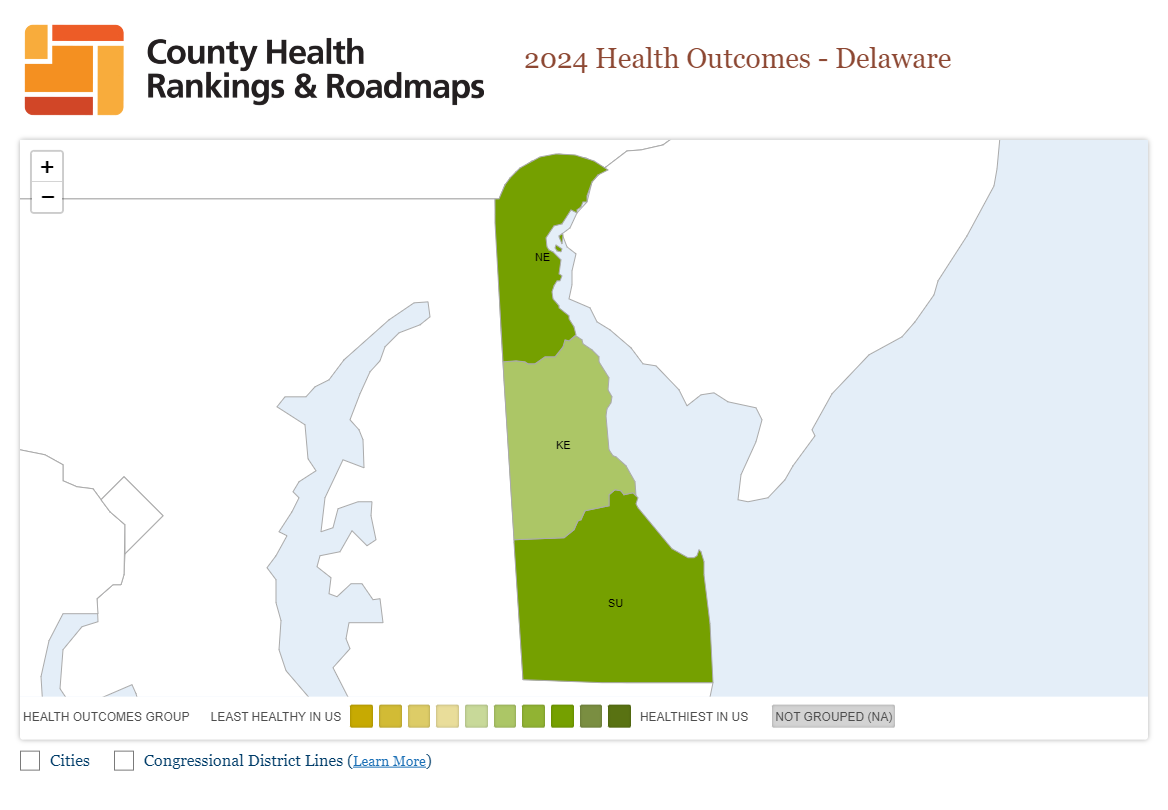 County Health
Rankings & Roadmaps
2024 Health Outcomes - Delaware
+
−
NE
KE
SU
HEALTH OUTCOMES GROUP LEAST HEALTHY IN US HEALTHIEST IN US NOT GROUPED (NA)
Cities Congressional District Lines (Learn More)